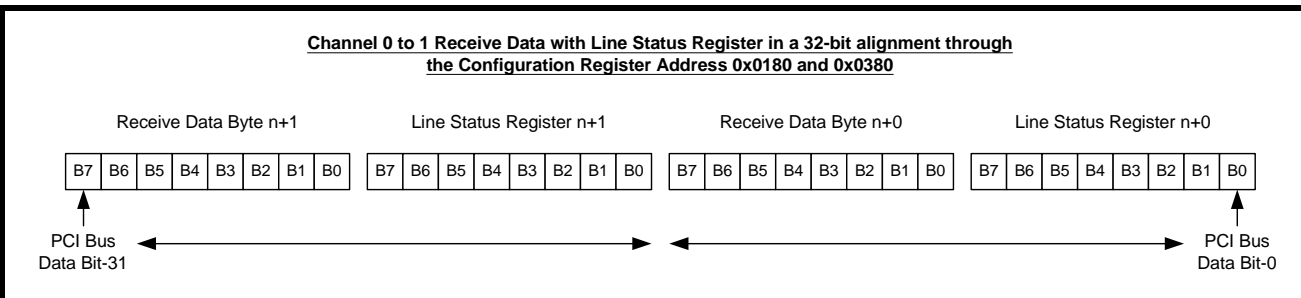 Channel 0 to 1 Receive Data with Line Status Register in a 32-bit alignment through
the Configuration Register Address 0x0180 and 0x0380
Receive Data Byte n+1 Line Status Register n+1 Receive Data Byte n+0 Line Status Register n+0
B7 B6 B5 B4 B3 B2 B1 B0 B7 B6 B5 B4 B3 B2 B1 B0 B7 B6 B5 B4 B3 B2 B1 B0 B7 B6 B5 B4 B3 B2 B1 B0
PCI Bus PCI Bus
Data Bit-31 Data Bit-0